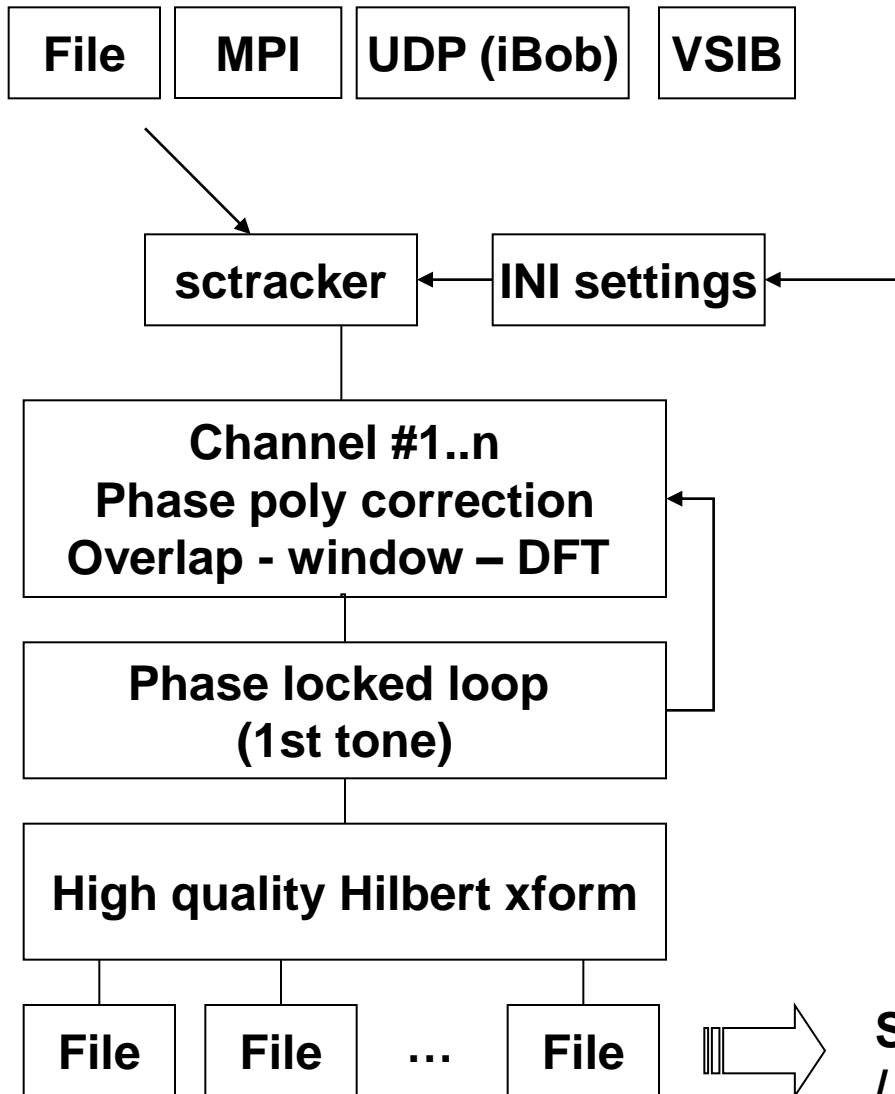 File MPI UDP (iBob) VSIB
sctracker INI settings
Channel #1..n
Phase poly correction
Overlap - window – DFT
Phase locked loop
(1st tone)
High quality Hilbert xform
File File … File